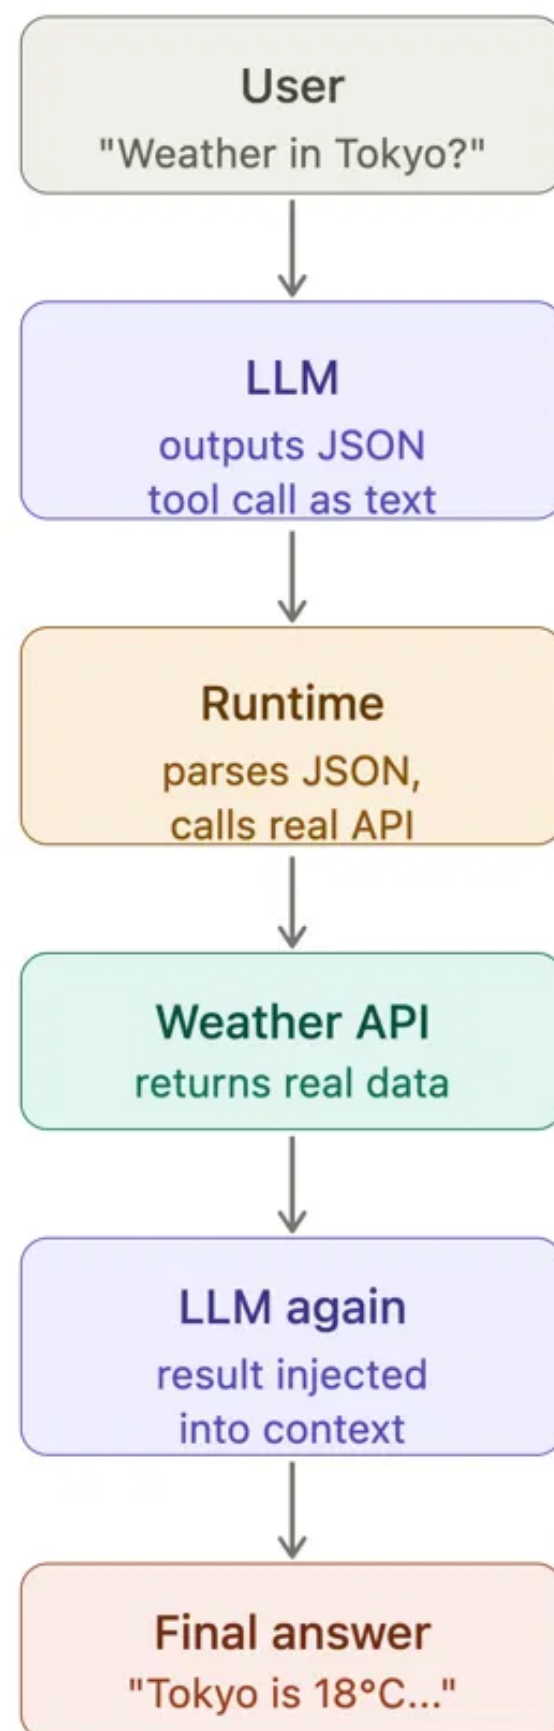 User
"Weather in Tokyo?"
LLM
outputs JSON
tool call as text
Runtime
parses JSON,
calls real API
Weather API
returns real data
LLM again
result injected
into context
Final answer
"Tokyo is 18°C..."